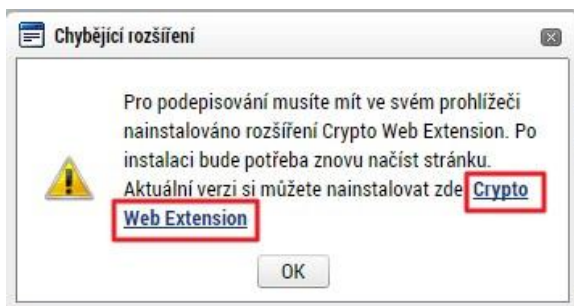 Chybějící rozšíření
Pro podepisování musíte mít ve svém prohlížeči
nainstalováno rozšíření Crypto Web Extension. Po
instalaci bude potřeba znovu načíst stránku.
Aktuální verzi si můžete nainstalovat zde Crypto
Web Extension
OK